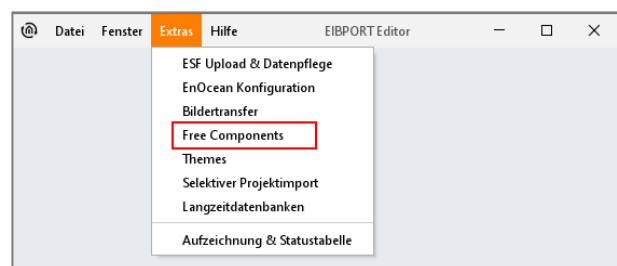 Datei Fenster Extras Hilfe EIBPORT Editor
ESF Upload & Datenpflege
EnOcean Konfiguration
Bildertransfer
Free Components
Themes
Selektiver Projektimport
Langzeitdatenbanken
Aufzeichnung & Statustabelle